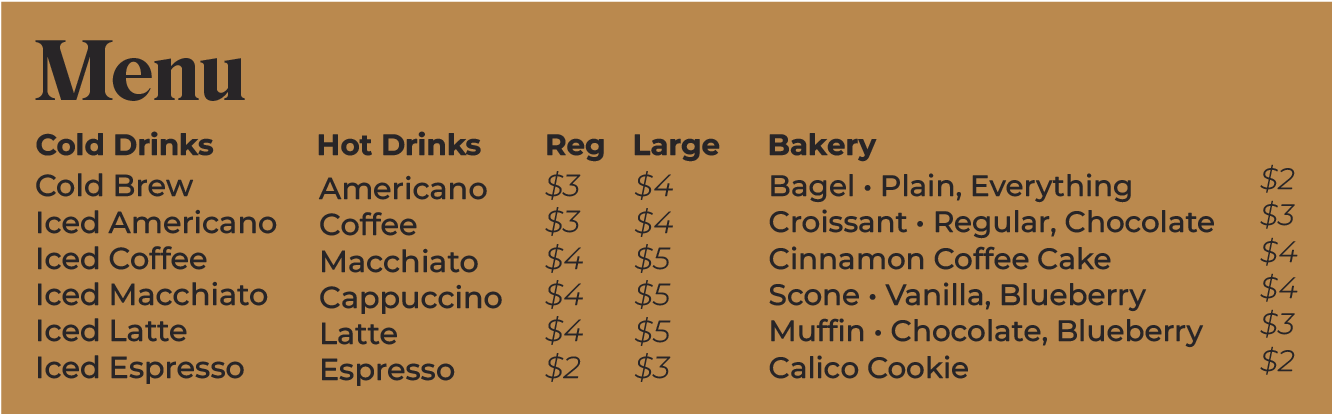 Menu
Cold Drinks Hot Drinks Reg Large Bakery
Cold Brew Americano $3 $4 Bagel • Plain, Everything $2
Iced Americano Coffee $3 $4 Croissant • Regular, Chocolate $3
Iced Coffee Macchiato $4 $5 Cinnamon Coffee Cake $4
Iced Macchiato Cappuccino $4 $5 Scone • Vanilla, Blueberry $4
Iced Latte Latte $4 $5 Muffin • Chocolate, Blueberry $3
Iced Espresso Espresso $2 $3 Calico Cookie $2